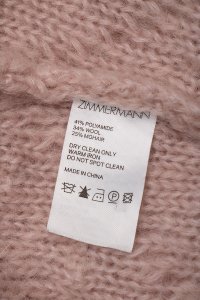 ZIMMERMANN
41% POLYAMIDE
34% WOOL
25% MOHAIR
DRY CLEAN ONLY
WARM IRON
DO NOT SPOT CLEAN
MADE IN CHINA